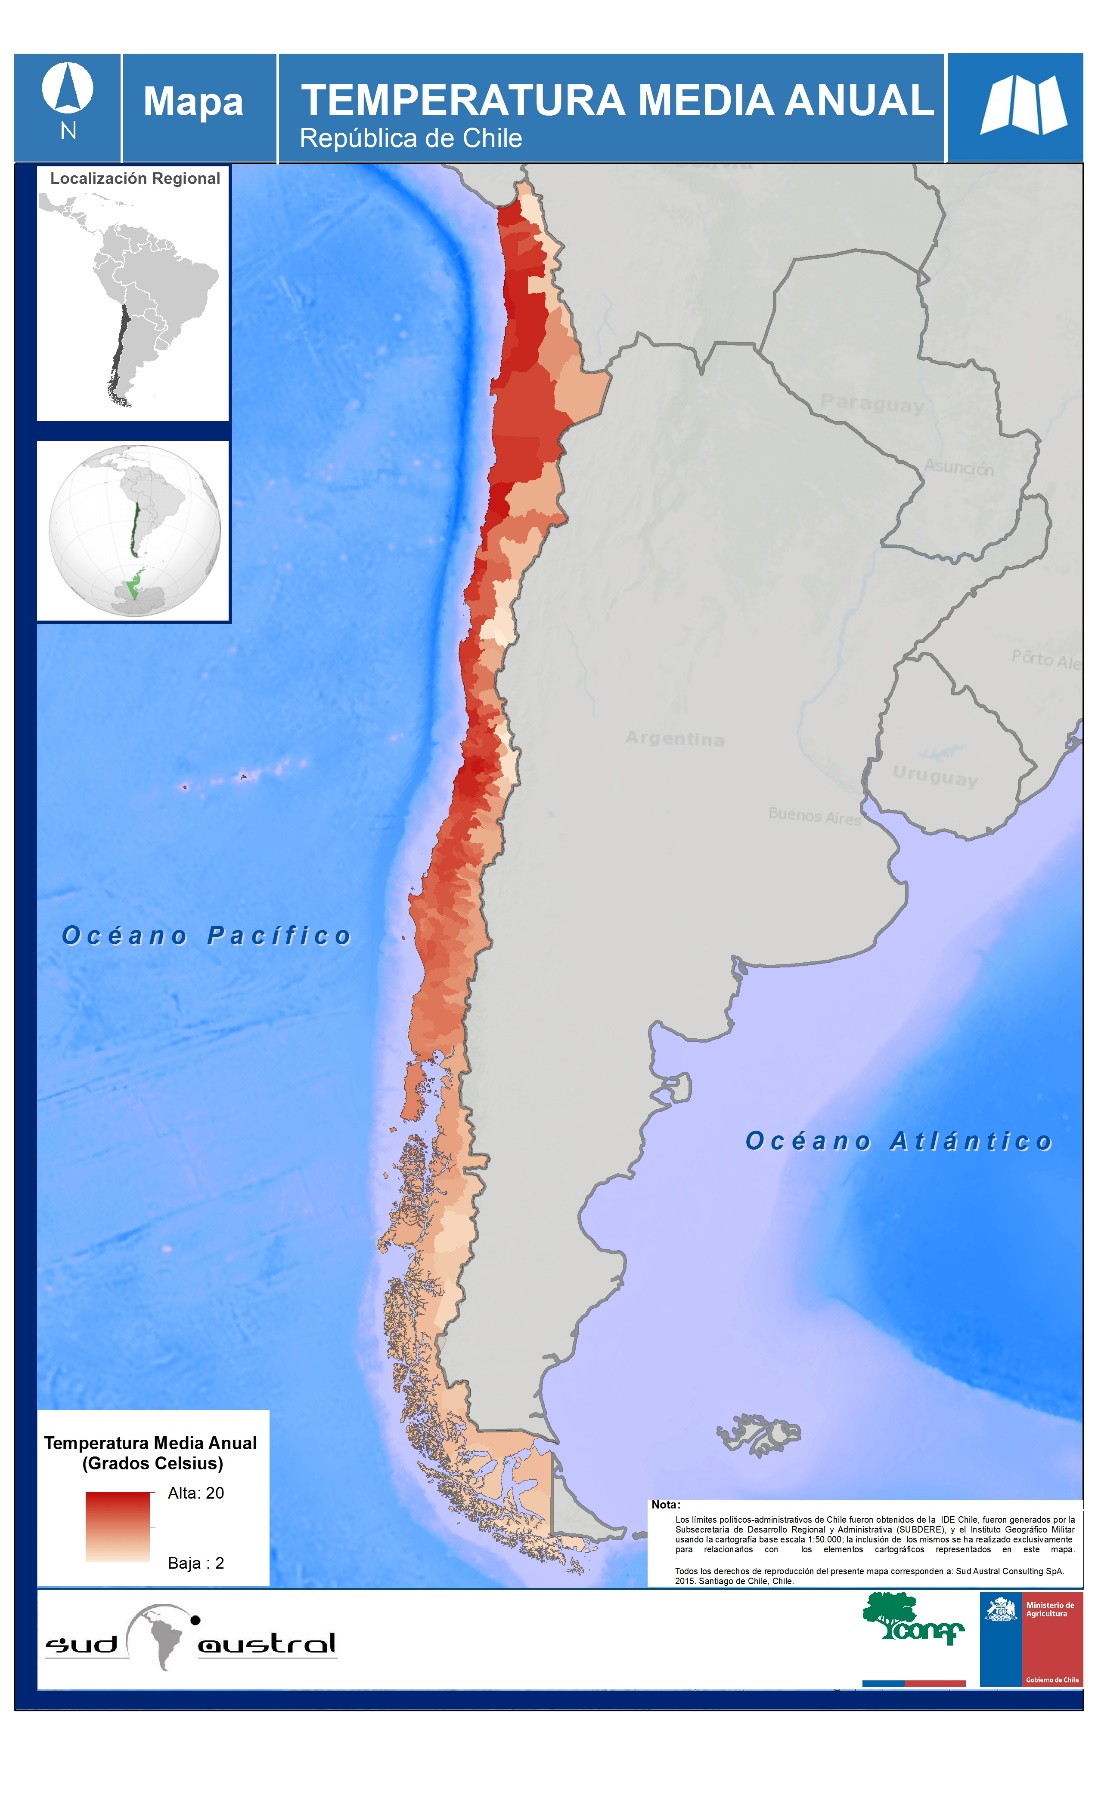 N
Mapa
TEMPERATURA MEDIA ANUAL
República de Chile
Localización Regional
Paraguay
Asunción
Argentina
Uruguay
Buenos Aires
Océano Pacífico
Océano Atlántico
Temperatura Media Anual
(Grados Celsius)
Alta: 20
Baja : 2
Nota:
Los límites políticos-administrativos de Chile fueron obtenidos de la IDE Chile, fueron generados por la
Subsecretaria de Desarrollo Regional y Administrativa (SUBDERE), y el Instituto Geográfico Militar
usando la cartografía base escala 1:50.000; la inclusión de los mismos se ha realizado exclusivamente
para relacionarlos con los elementos cartográficos representados en este mapa.
Todos los derechos de reproducción del presente mapa corresponden a: Sud Austral Consulting SpA.
2015. Santiago de Chile, Chile.
sud austral
conaf
Ministerio de
Agricultura
Gobierno de Chile